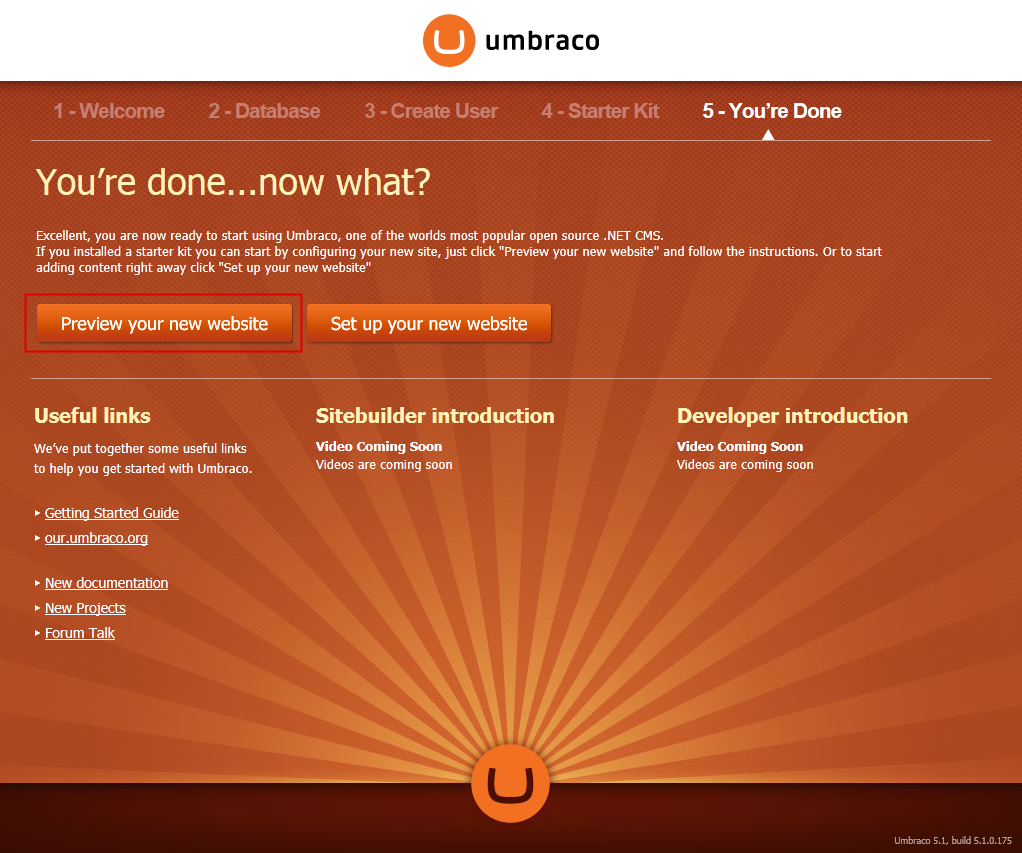 umbraco
1 - Welcome
2 - Database
3 - Create User
4 - Starter Kit
5 - You're Done
You're done...now what?
Excellent, you are now ready to start using Umbraco, one of the worlds most popular open source .NET CMS.
If you installed a starter kit you can start by configuring your new site, just click "Preview your new website" and follow the instructions. Or to start
adding content right away click "Set up your new website"
Preview your new website
Set up your new website
Useful links
We've put together some useful links
to help you get started with Umbraco.
Getting Started Guide
our.umbraco.org
New documentation
New Projects
Forum Talk
Sitebuilder introduction
Video Coming Soon
Videos are coming soon
Developer introduction
Video Coming Soon
Videos are coming soon
Umbraco 5.1, build 5.1.0.175